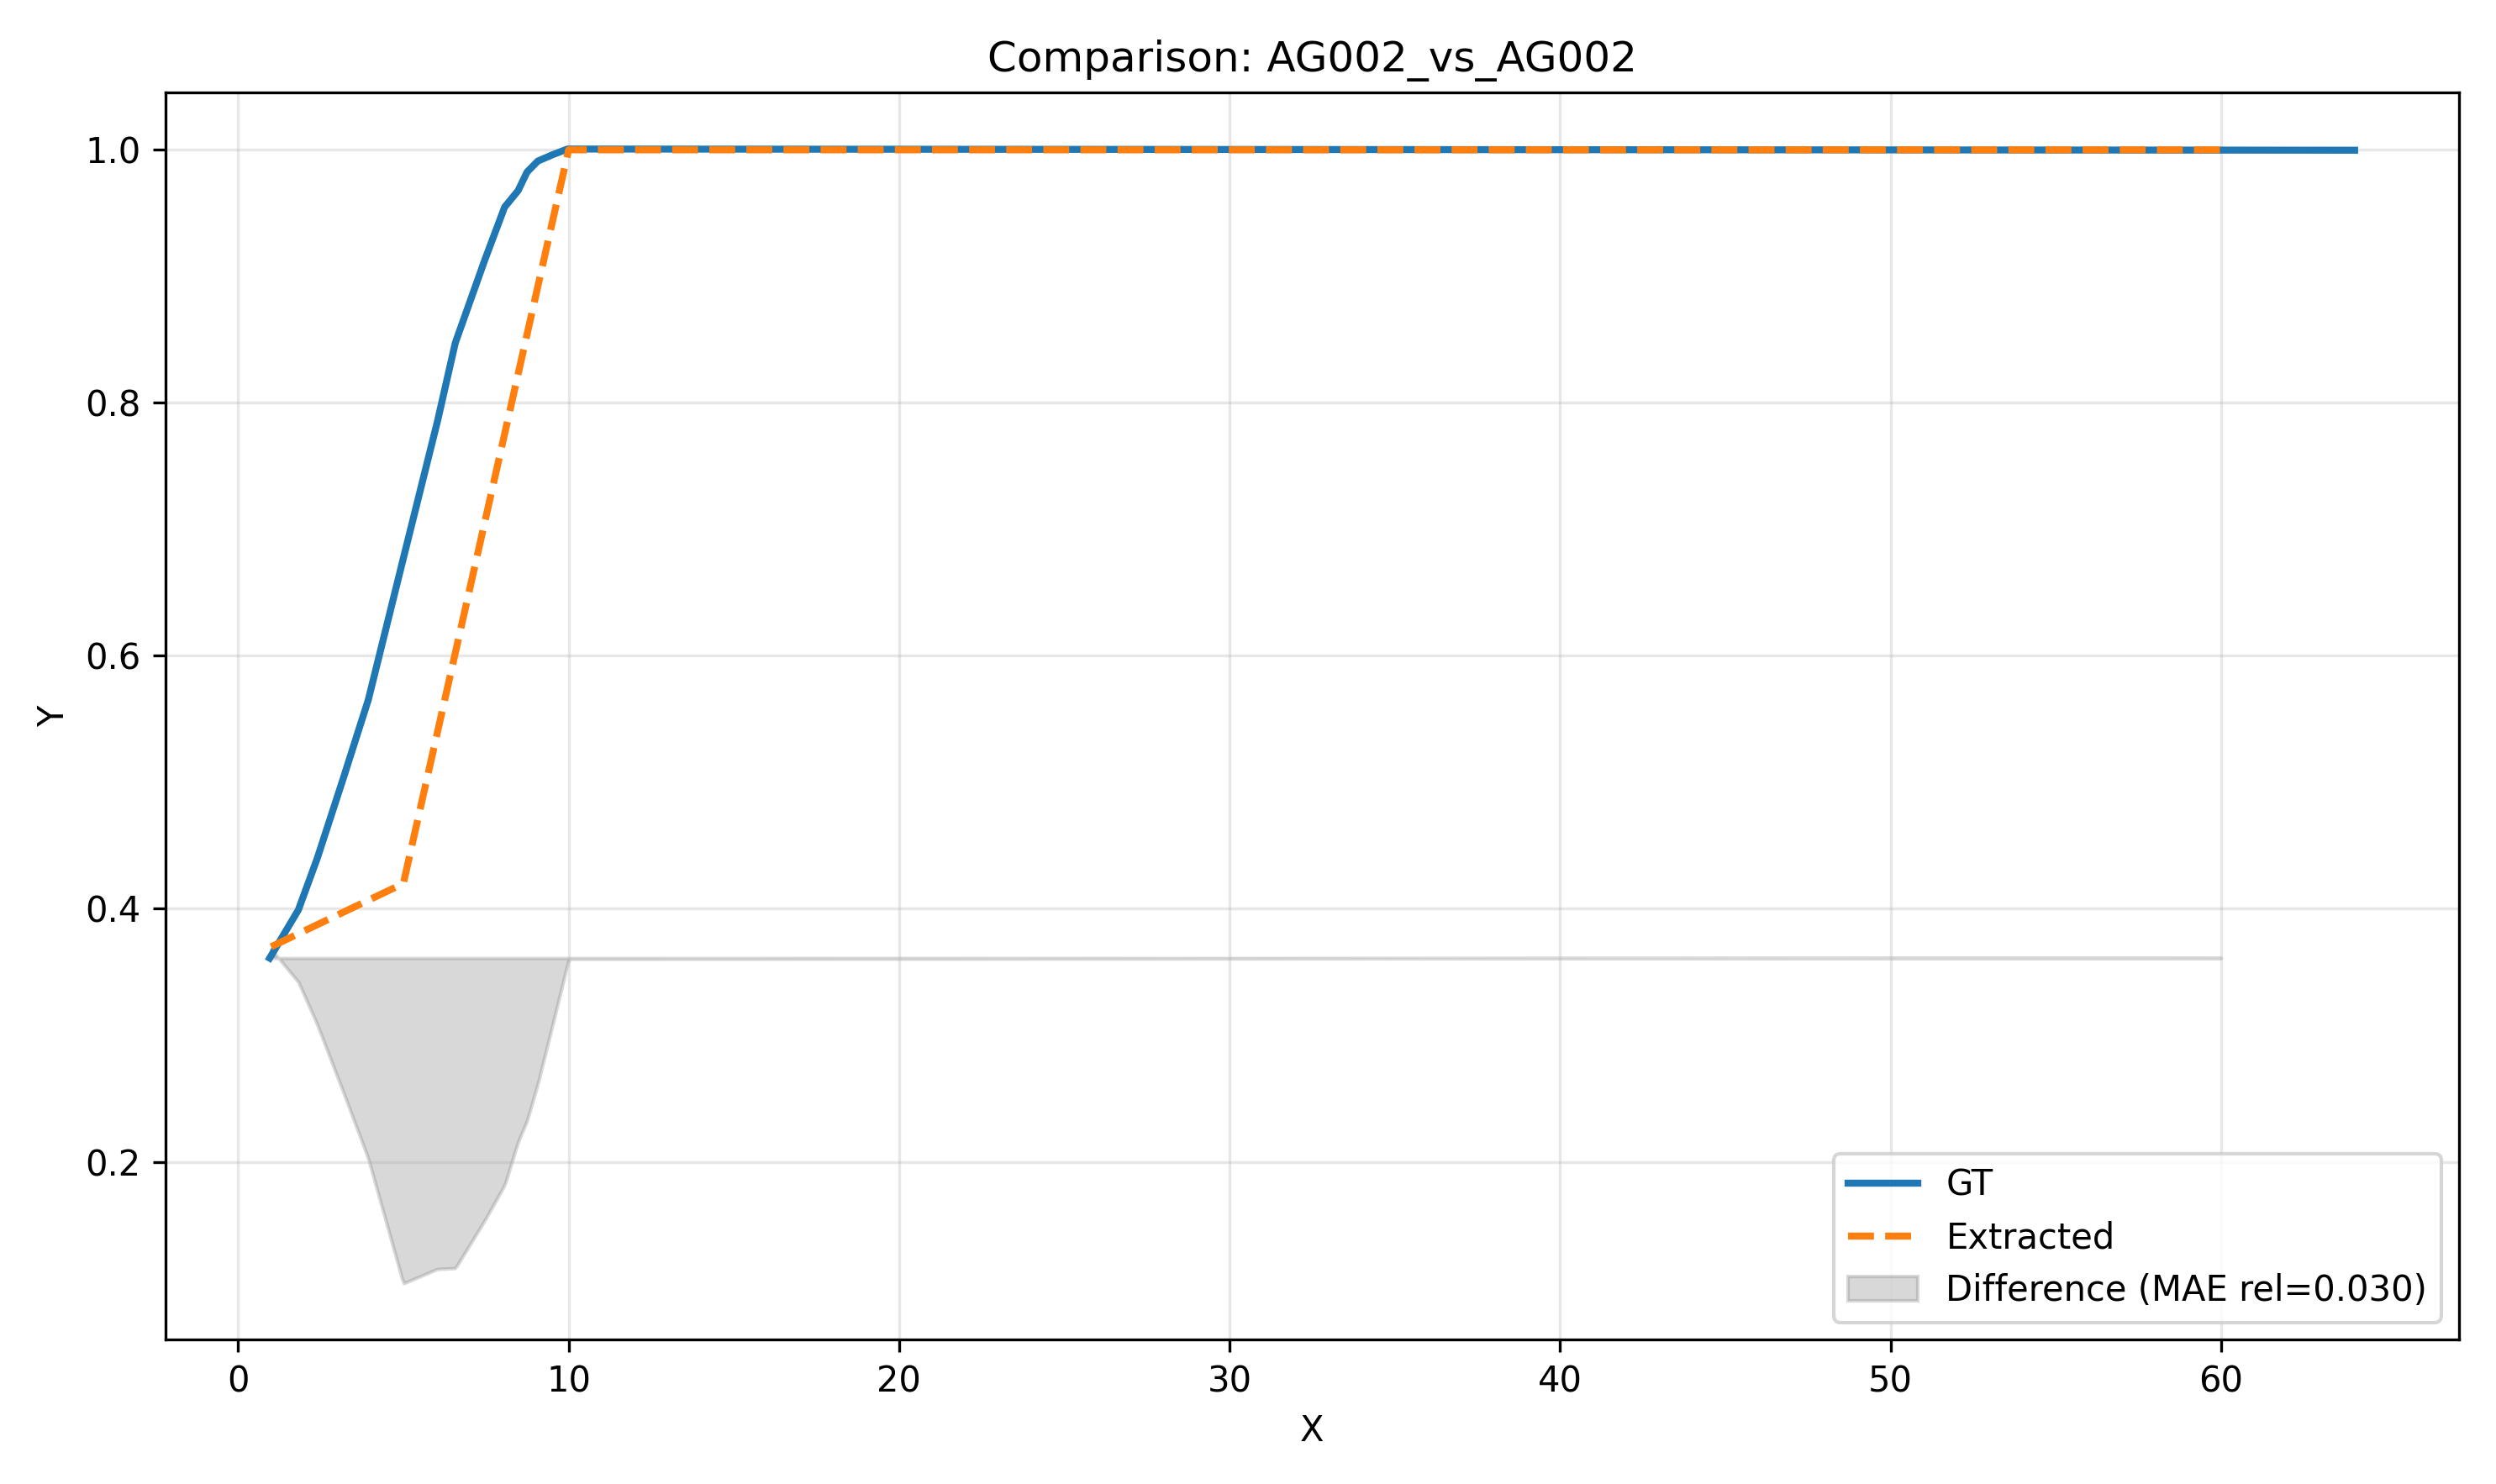 Comparison: AG002_vs_AG002
1.0
0.8
0.6
0.4
0.2
Y
0 10 20 30 40 50 60
X
GT
Extracted
Difference (MAE rel=0.030)